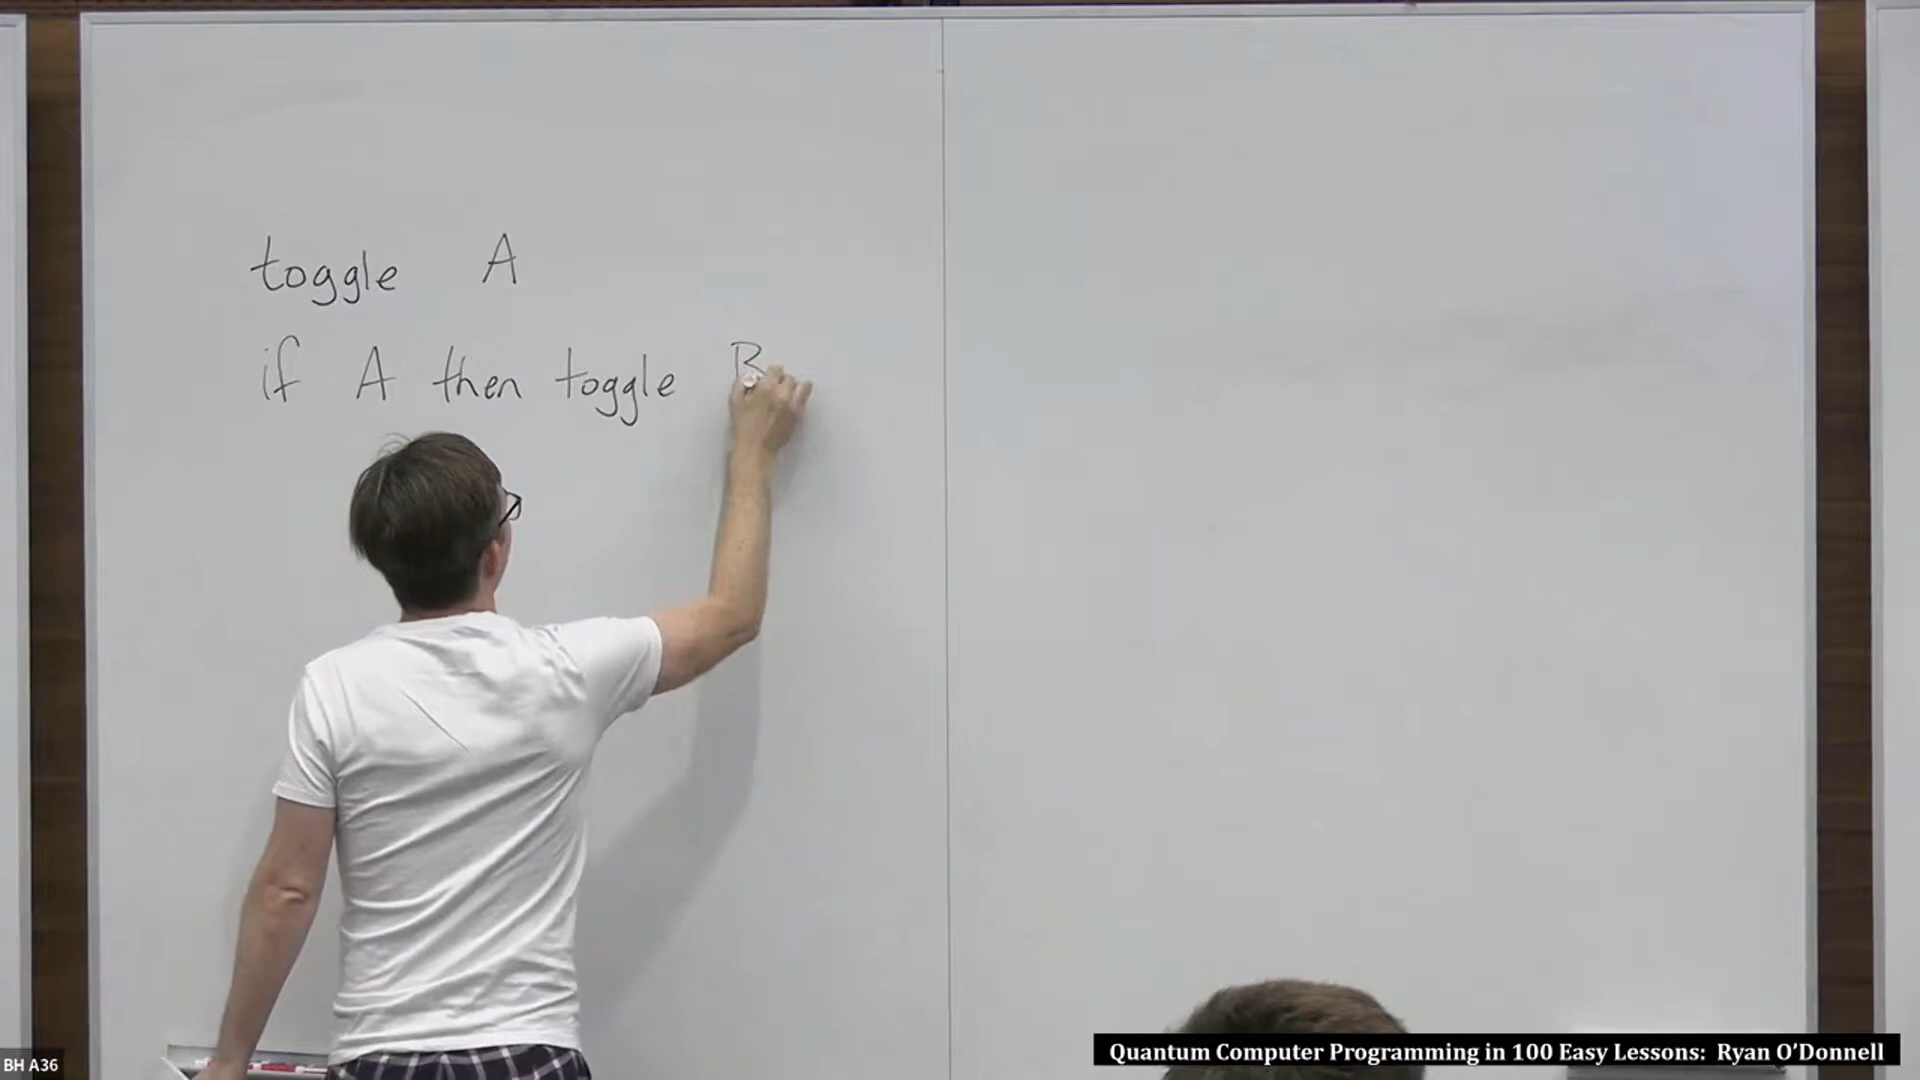 toggle A
if A then toggle B
BH A36
Quantum Computer Programming in 100 Easy Lessons: Ryan O'Donnell